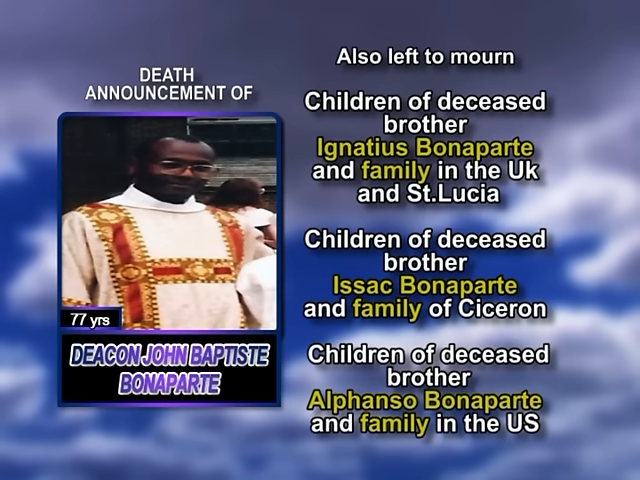 DEATH
ANNOUNCEMENT OF
77 yrs
DEACON JOHN BAPTISTE
BONAPARTE
Also left to mourn
Children of deceased
brother
Ignatius Bonaparte
and family in the Uk
and St.Lucia
Children of deceased
brother
Issac Bonaparte
and family of Ciceron
Children of deceased
brother
Alphanso Bonaparte
and family in the US